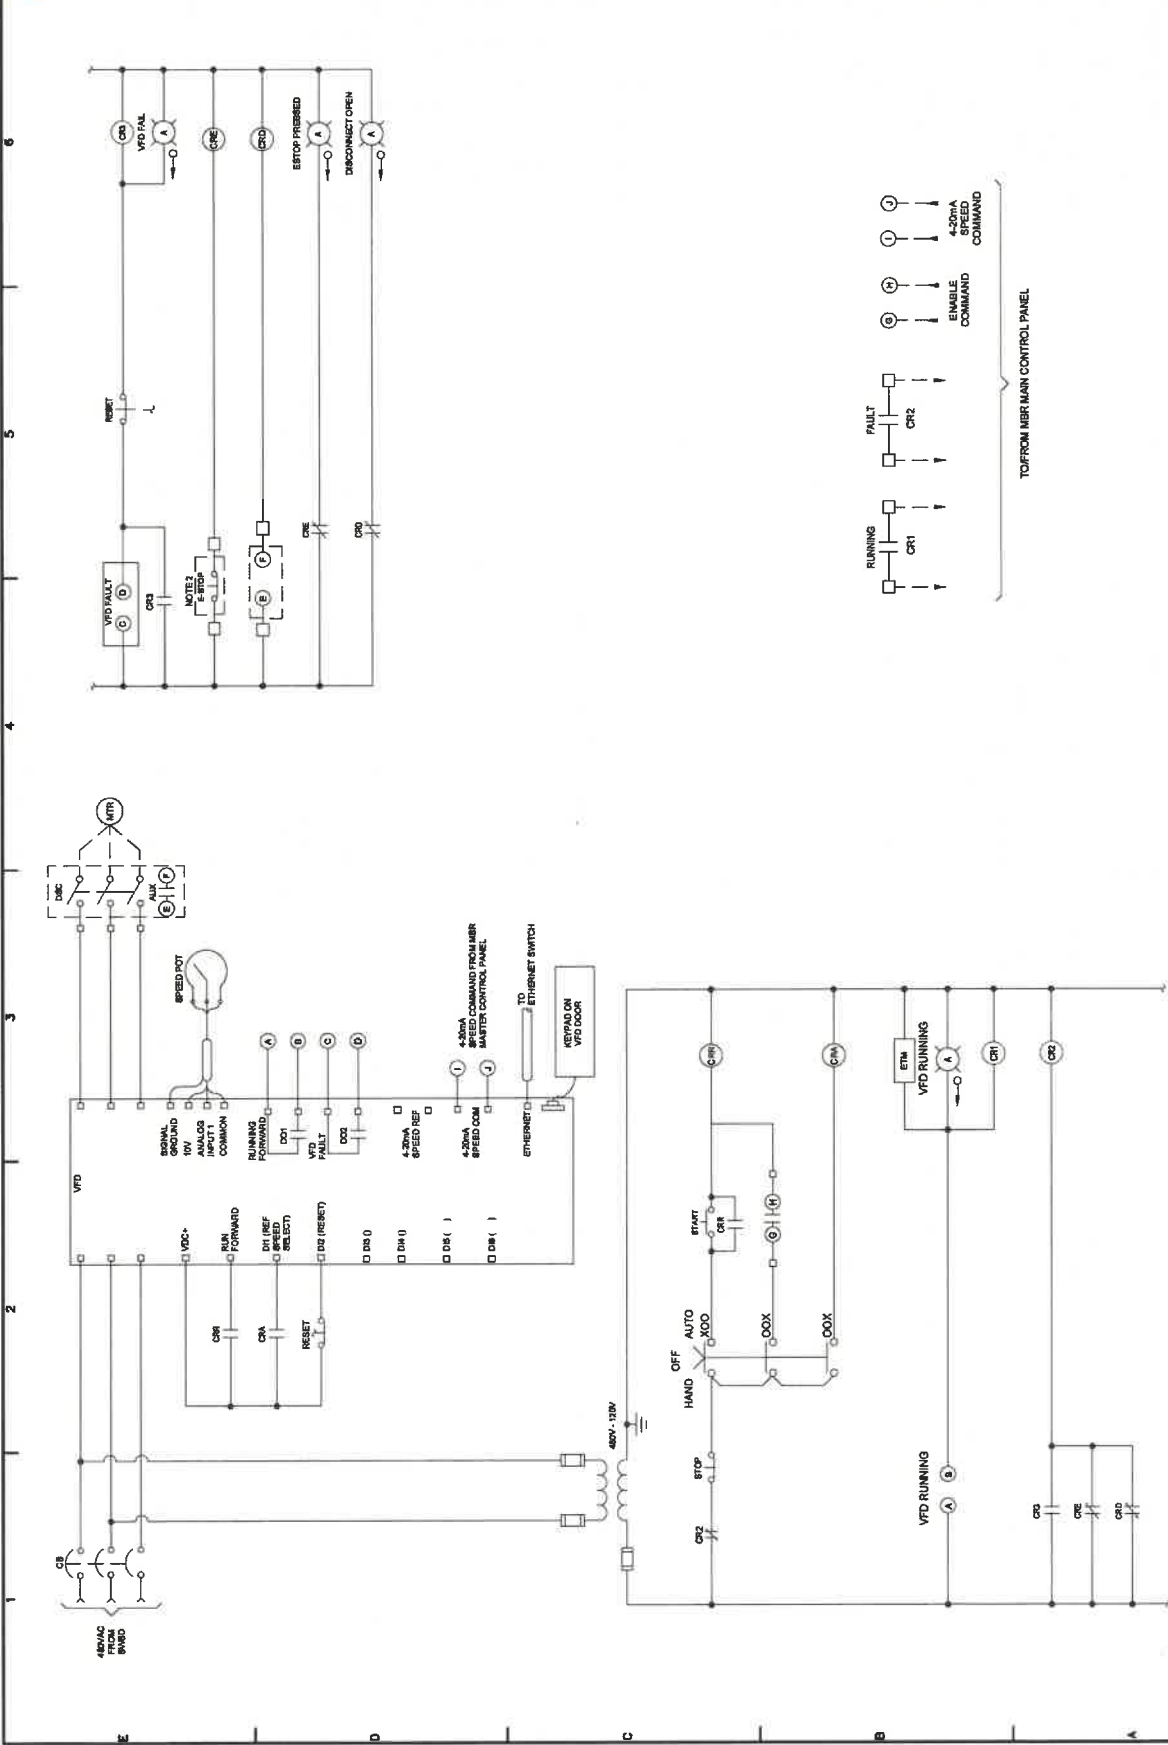 1
2
3
4
5
6
E
D
C
B
A
480VAC
FROM
SWBD
CB
VFD
VDC+
RUN
FORWARD
DI1 (REF
SPEED
SELECT)
DI2 (RESET)
DI3 ()
DI4 ()
DI5 ( )
DI6 ( )
CRR
CRA
RESET
SIGNAL
GROUND
10V
ANALOG
INPUT 1
COMMON
RUNNING
FORWARD
DO1
VFD
FAULT
DO2
4-20mA
SPEED REF
4-20mA
SPEED COM
ETHERNET
SPEED POT
A
B
C
D
I
J
4-20mA
SPEED COMMAND FROM MBR
MASTER CONTROL PANEL
TO
ETHERNET SWITCH
KEYPAD ON
VFD DOOR
DSC
AUX
E
F
MTR
480V - 120V
CR2
STOP
HAND
OFF
AUTO
XOO
OOX
OOX
START
CRR
G
H
CRR
CRA
VFD RUNNING
A
B
ETM
VFD RUNNING
A
CR1
CR3
CRE
CRD
CR2
VFD FAULT
C
D
CR3
RESET
CR3
VFD FAIL
A
NOTE 2
E-STOP
CRE
E
F
CRD
CRE
ESTOP PRESSED
A
CRD
DISCONNECT OPEN
A
RUNNING
CR1
FAULT
CR2
G
H
ENABLE
COMMAND
I
J
4-20mA
SPEED
COMMAND
TO/FROM MBR MAIN CONTROL PANEL